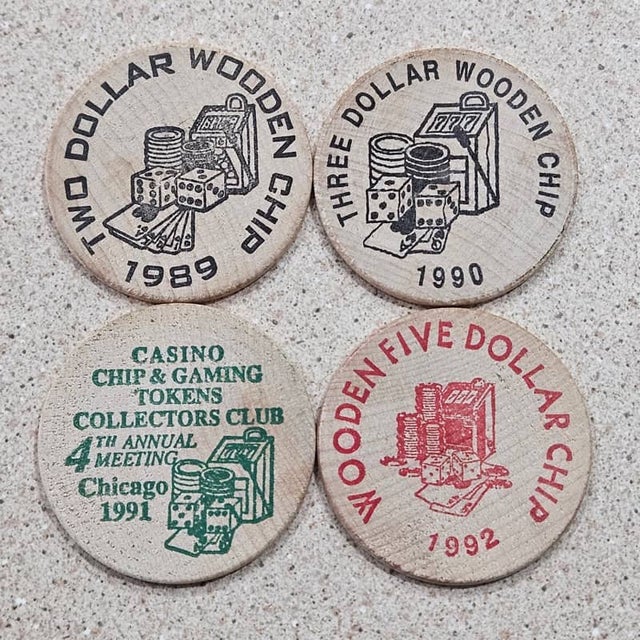 TWO DOLLAR WOODEN CHIP
1989
THREE DOLLAR WOODEN CHIP
777
1990
CASINO
CHIP & GAMING
TOKENS
COLLECTORS CLUB
4TH ANNUAL
MEETING
Chicago
1991
WOODEN FIVE DOLLAR CHIP
1992